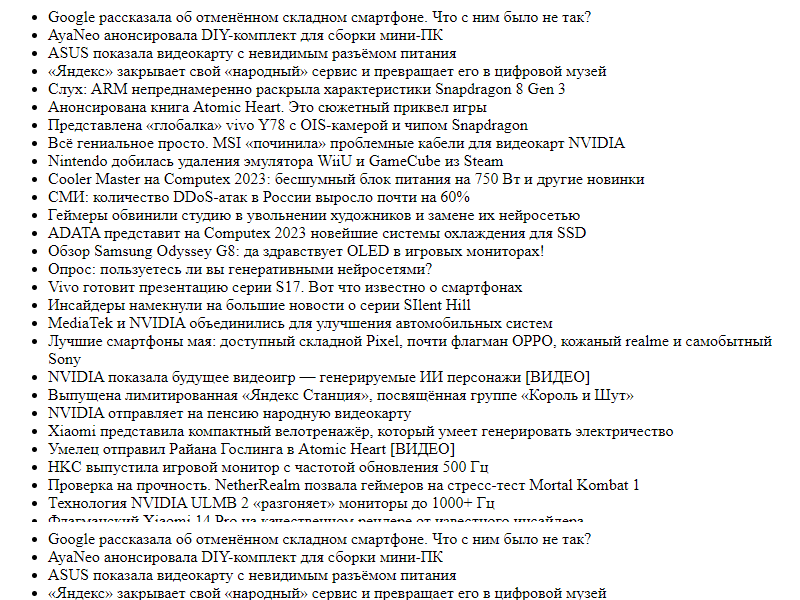 Google рассказала об отменённом складном смартфоне. Что с ним было не так?
AyaNeo анонсировала DIY-комплект для сборки мини-ПК
ASUS показала видеокарту с невидимым разъёмом питания
«Яндекс» закрывает свой «народный» сервис и превращает его в цифровой музей
Слух: ARM непреднамеренно раскрыла характеристики Snapdragon 8 Gen 3
Анонсирована книга Atomic Heart. Это сюжетный приквел игры
Представлена «глобалка» vivo Y78 с OIS-камерой и чипом Snapdragon
Всё гениальное просто. MSI «починила» проблемные кабели для видеокарт NVIDIA
Nintendo добилась удаления эмулятора WiiU и GameCube из Steam
Cooler Master на Computex 2023: бесшумный блок питания на 750 Вт и другие новинки
СМИ: количество DDoS-атак в России выросло почти на 60%
Геймеры обвинили студию в увольнении художников и замене их нейросетью
ADATA представит на Computex 2023 новейшие системы охлаждения для SSD
Обзор Samsung Odyssey G8: да здравствует OLED в игровых мониторах!
Опрос: пользуетесь ли вы генеративными нейросетями?
Vivo готовит презентацию серии S17. Вот что известно о смартфонах
Инсайдеры намекнули на большие новости о серии SIlent Hill
MediaTek и NVIDIA объединились для улучшения автомобильных систем
Лучшие смартфоны мая: доступный складной Pixel, почти флагман OPPO, кожаный realme и самобытный
Sony
NVIDIA показала будущее видеоигр — генерируемые ИИ персонажи [ВИДЕО]
Выпущена лимитированная «Яндекс Станция», посвящённая группе «Король и Шут»
NVIDIA отправляет на пенсию народную видеокарту
Xiaomi представила компактный велотренажёр, который умеет генерировать электричество
Умелец отправил Райана Гослинга в Atomic Heart [ВИДЕО]
HKC выпустила игровой монитор с частотой обновления 500 Гц
Проверка на прочность. NetherRealm позвала геймеров на стресс-тест Mortal Kombat 1
Технология NVIDIA ULMB 2 «разгоняет» мониторы до 1000+ Гц
Флагманский Xiaomi 14 Pro на качественном рендере от известного инсайдера
Google рассказала об отменённом складном смартфоне. Что с ним было не так?
AyaNeo анонсировала DIY-комплект для сборки мини-ПК
ASUS показала видеокарту с невидимым разъёмом питания
«Яндекс» закрывает свой «народный» сервис и превращает его в цифровой музей